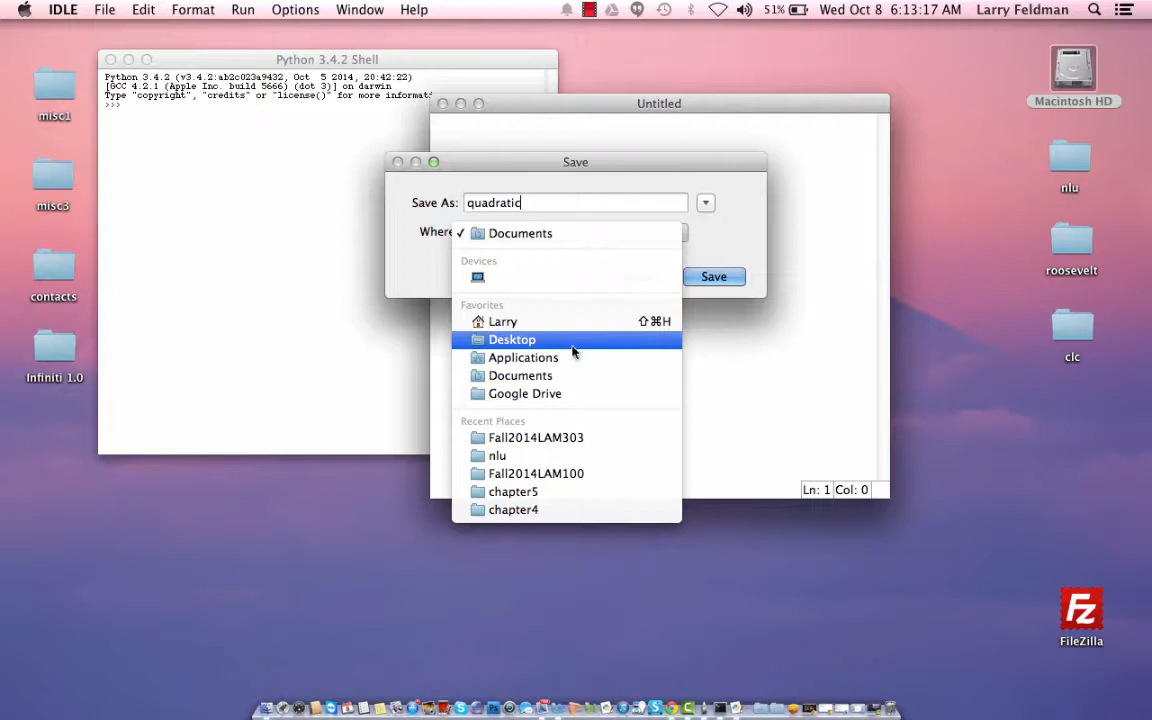 IDLE File Edit Format Run Options Window Help 51% Wed Oct 8 6:13:17 AM Larry Feldman
Python 3.4.2 Shell
Python 3.4.2 (v3.4.2:ab2c023a9432, Oct 5 2014, 20:42:22)
[GCC 4.2.1 (Apple Inc. build 5666) (dot 3)] on darwin
Type "copyright", "credits" or "license()" for more informati
>>>
Untitled
Save
Save As: quadratic
Where
✓ Documents
Devices
Favorites
Larry ⇧⌘H
Desktop
Applications
Documents
Google Drive
Recent Places
Fall2014LAM303
nlu
Fall2014LAM100
chapter5
chapter4
Save
Ln: 1 Col: 0
misc1
misc3
contacts
Infiniti 1.0
Macintosh HD
nlu
roosevelt
clc
FZ
FileZilla